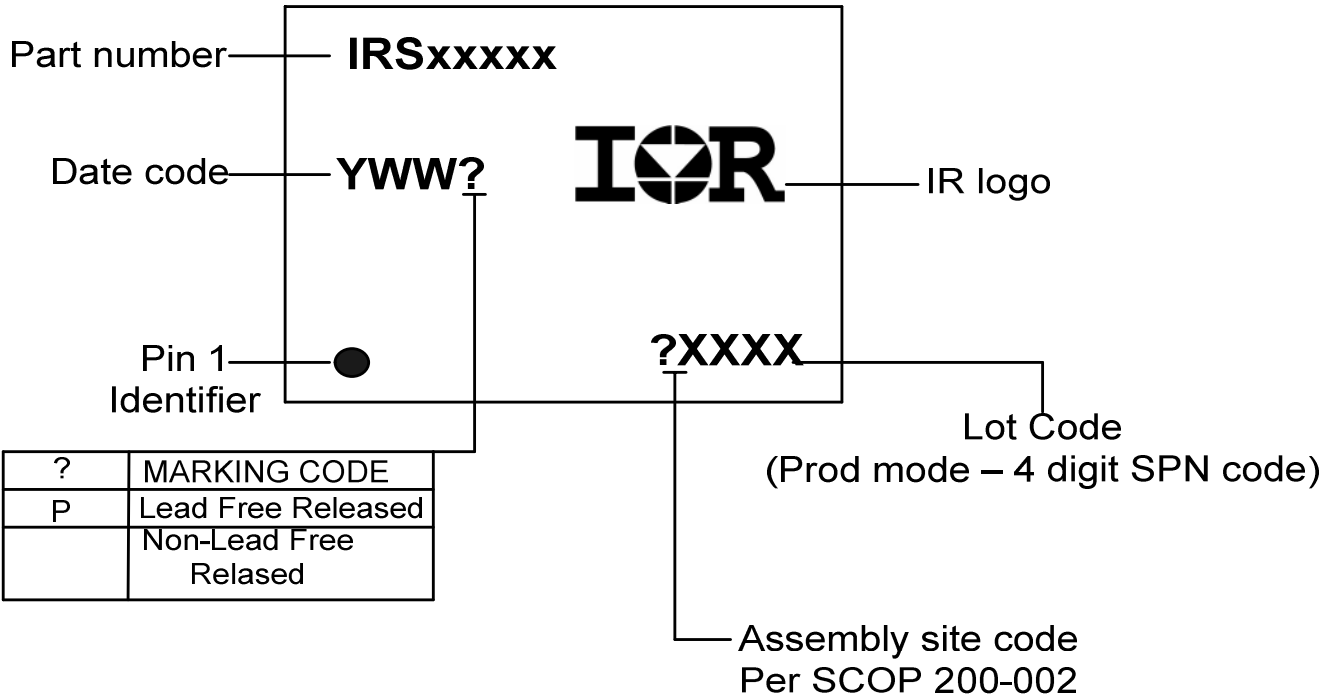 Part number
IRSxxxxx
Date code
YWW?
IOR
IR logo
Pin 1
Identifier
?XXXX
Lot Code
(Prod mode – 4 digit SPN code)
? MARKING CODE
P Lead Free Released
Non-Lead Free
Relased
Assembly site code
Per SCOP 200-002